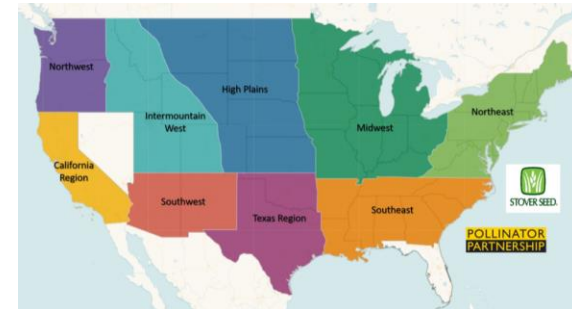 Northwest
High Plains
Intermountain
West
Midwest
Northeast
California
Region
Southwest
Texas Region
Southeast
STOVER SEED
POLLINATOR
PARTNERSHIP